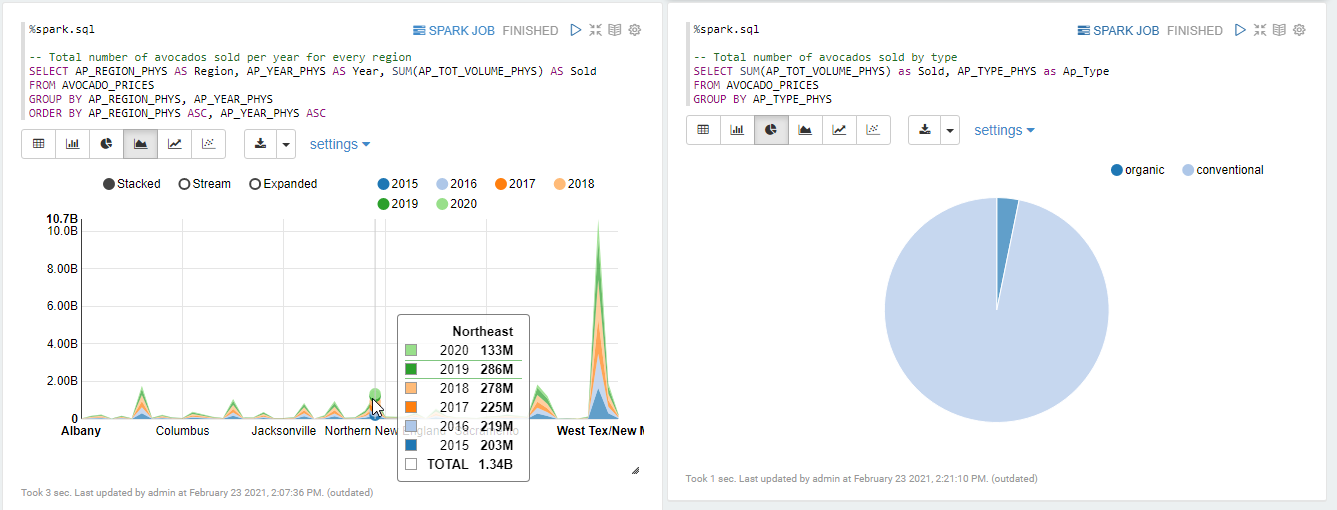 %spark.sql
SPARK JOB FINISHED
-- Total number of avocados sold per year for every region
SELECT AP_REGION_PHYS AS Region, AP_YEAR_PHYS AS Year, SUM(AP_TOT_VOLUME_PHYS) AS Sold
FROM AVOCADO_PRICES
GROUP BY AP_REGION_PHYS, AP_YEAR_PHYS
ORDER BY AP_REGION_PHYS ASC, AP_YEAR_PHYS ASC
settings
Stacked Stream Expanded
2015 2016 2017 2018
2019 2020
10.7B
10.0B
8.00B
6.00B
4.00B
2.00B
0
Albany Columbus Jacksonville Northern New England Sacramento West Tex/New M
Northeast
2020 133M
2019 286M
2018 278M
2017 225M
2016 219M
2015 203M
TOTAL 1.34B
Took 3 sec. Last updated by admin at February 23 2021, 2:07:36 PM. (outdated)
%spark.sql
SPARK JOB FINISHED
-- Total number of avocados sold by type
SELECT SUM(AP_TOT_VOLUME_PHYS) as Sold, AP_TYPE_PHYS as Ap_Type
FROM AVOCADO_PRICES
GROUP BY AP_TYPE_PHYS
settings
organic conventional
Took 1 sec. Last updated by admin at February 23 2021, 2:21:10 PM. (outdated)